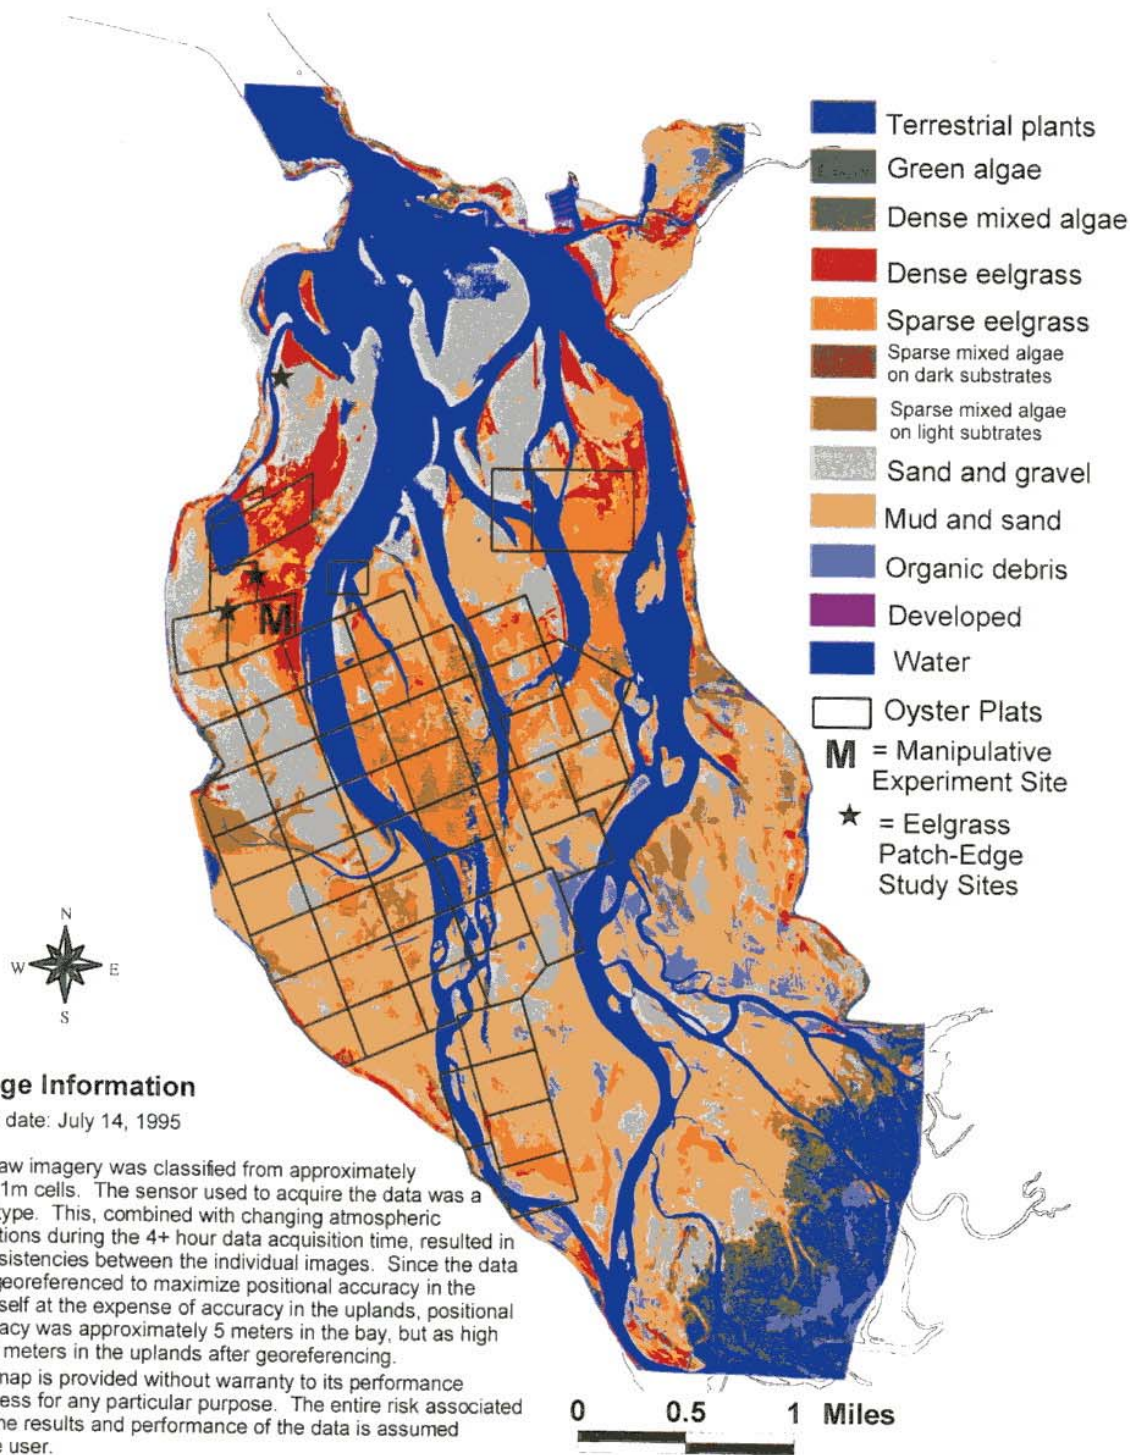 Terrestrial plants
Green algae
Dense mixed algae
Dense eelgrass
Sparse eelgrass
Sparse mixed algae
on dark substrates
Sparse mixed algae
on light subtrates
Sand and gravel
Mud and sand
Organic debris
Developed
Water
Oyster Plats
M = Manipulative
Experiment Site
= Eelgrass
Patch-Edge
Study Sites
M
N
W E
S
ge Information
date: July 14, 1995
aw imagery was classified from approximately
1m cells. The sensor used to acquire the data was a
type. This, combined with changing atmospheric
tions during the 4+ hour data acquisition time, resulted in
sistencies between the individual images. Since the data
georeferenced to maximize positional accuracy in the
self at the expense of accuracy in the uplands, positional
acy was approximately 5 meters in the bay, but as high
meters in the uplands after georeferencing.
map is provided without warranty to its performance
ess for any particular purpose. The entire risk associated
he results and performance of the data is assumed
e user.
0 0.5 1 Miles